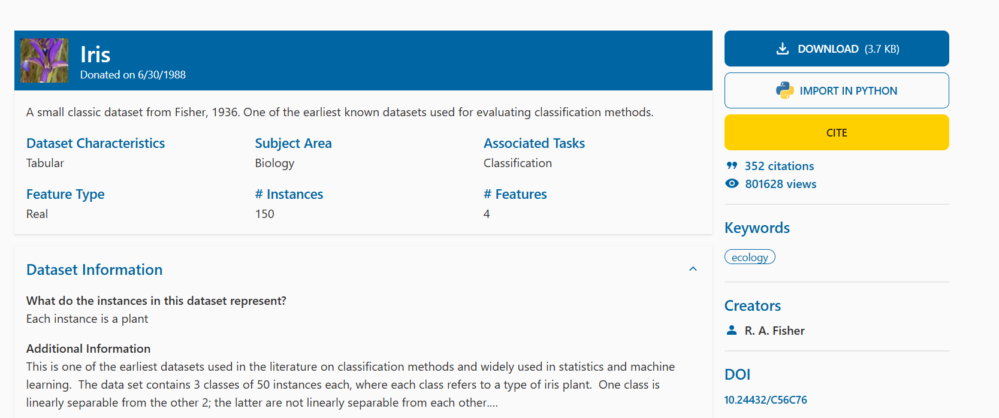 Iris
Donated on 6/30/1988
A small classic dataset from Fisher, 1936. One of the earliest known datasets used for evaluating classification methods.
Dataset Characteristics
Tabular
Subject Area
Biology
Associated Tasks
Classification
Feature Type
Real
# Instances
150
# Features
4
Dataset Information
What do the instances in this dataset represent?
Each instance is a plant
Additional Information
This is one of the earliest datasets used in the literature on classification methods and widely used in statistics and machine
learning.  The data set contains 3 classes of 50 instances each, where each class refers to a type of iris plant.  One class is
linearly separable from the other 2; the latter are not linearly separable from each other....
DOWNLOAD (3.7 KB)
IMPORT IN PYTHON
CITE
352 citations
801628 views
Keywords
ecology
Creators
R. A. Fisher
DOI
10.24432/C56C76